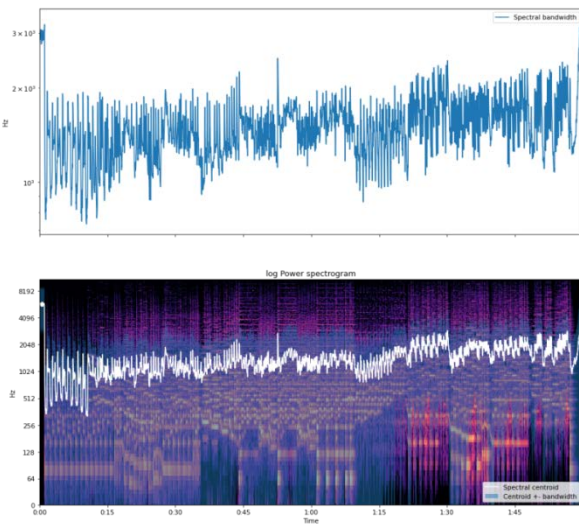 Spectral bandwidth
3 × 10³
2 × 10³
10³
Hz
log Power spectrogram
8192
4096
2048
1024
512
256
128
64
0
Hz
Spectral centroid
Centroid +- bandwidth
0:00 0:15 0:30 0:45 1:00 1:15 1:30 1:45
Time